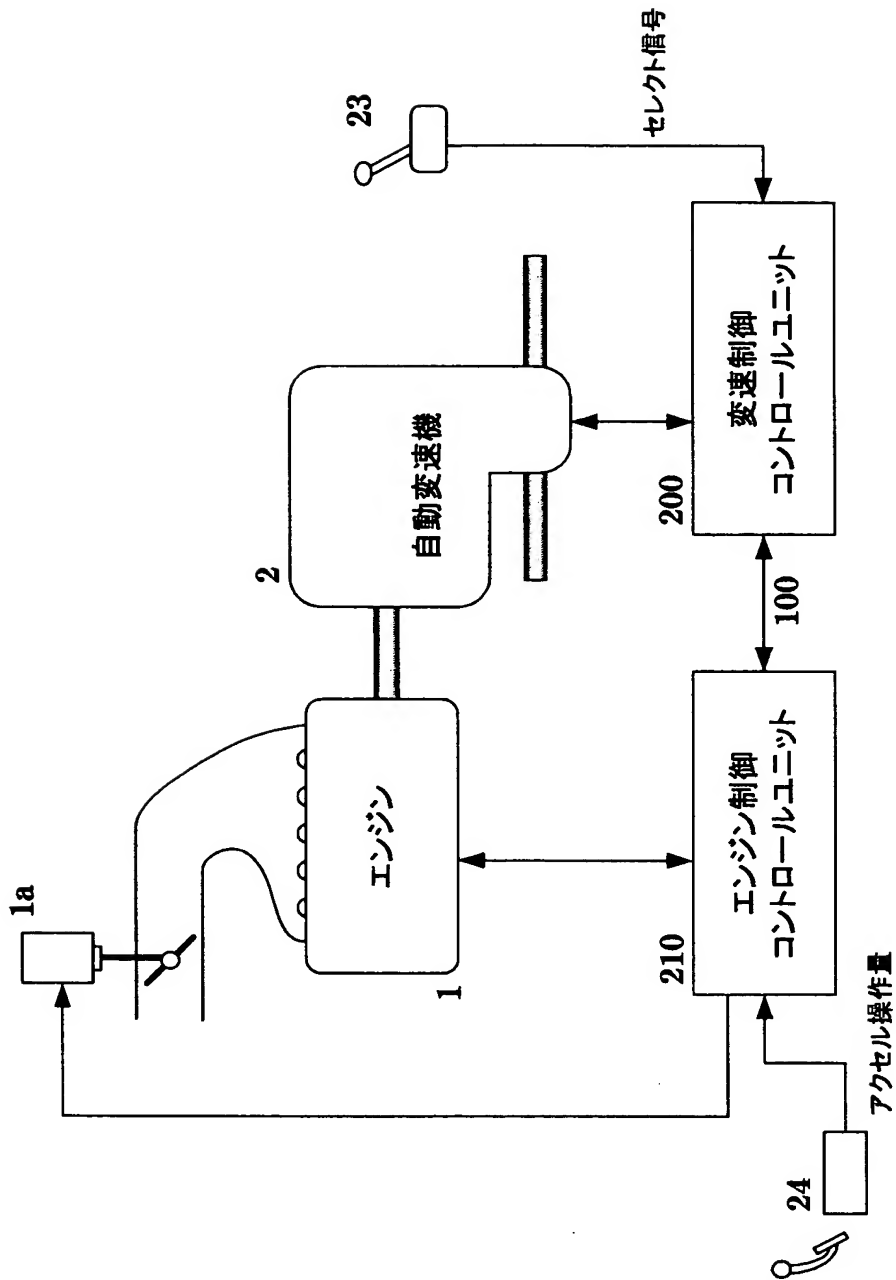 1a
エンジン
1
2
自動変速機
23
セレクト信号
210
エンジン制御
コントロールユニット
100
200
変速制御
コントロールユニット
24
アクセル操作量